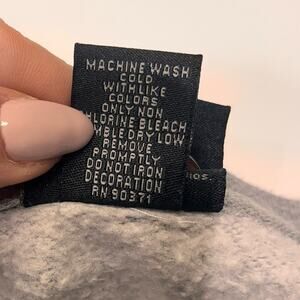 MACHINE WASH
COLD
WITH LIKE
COLORS
ONLY NON
CHLORINE BLEACH
TUMBLE DRY LOW
REMOVE
PROMPTLY
DO NOT IRON
DECORATION
RN 90371